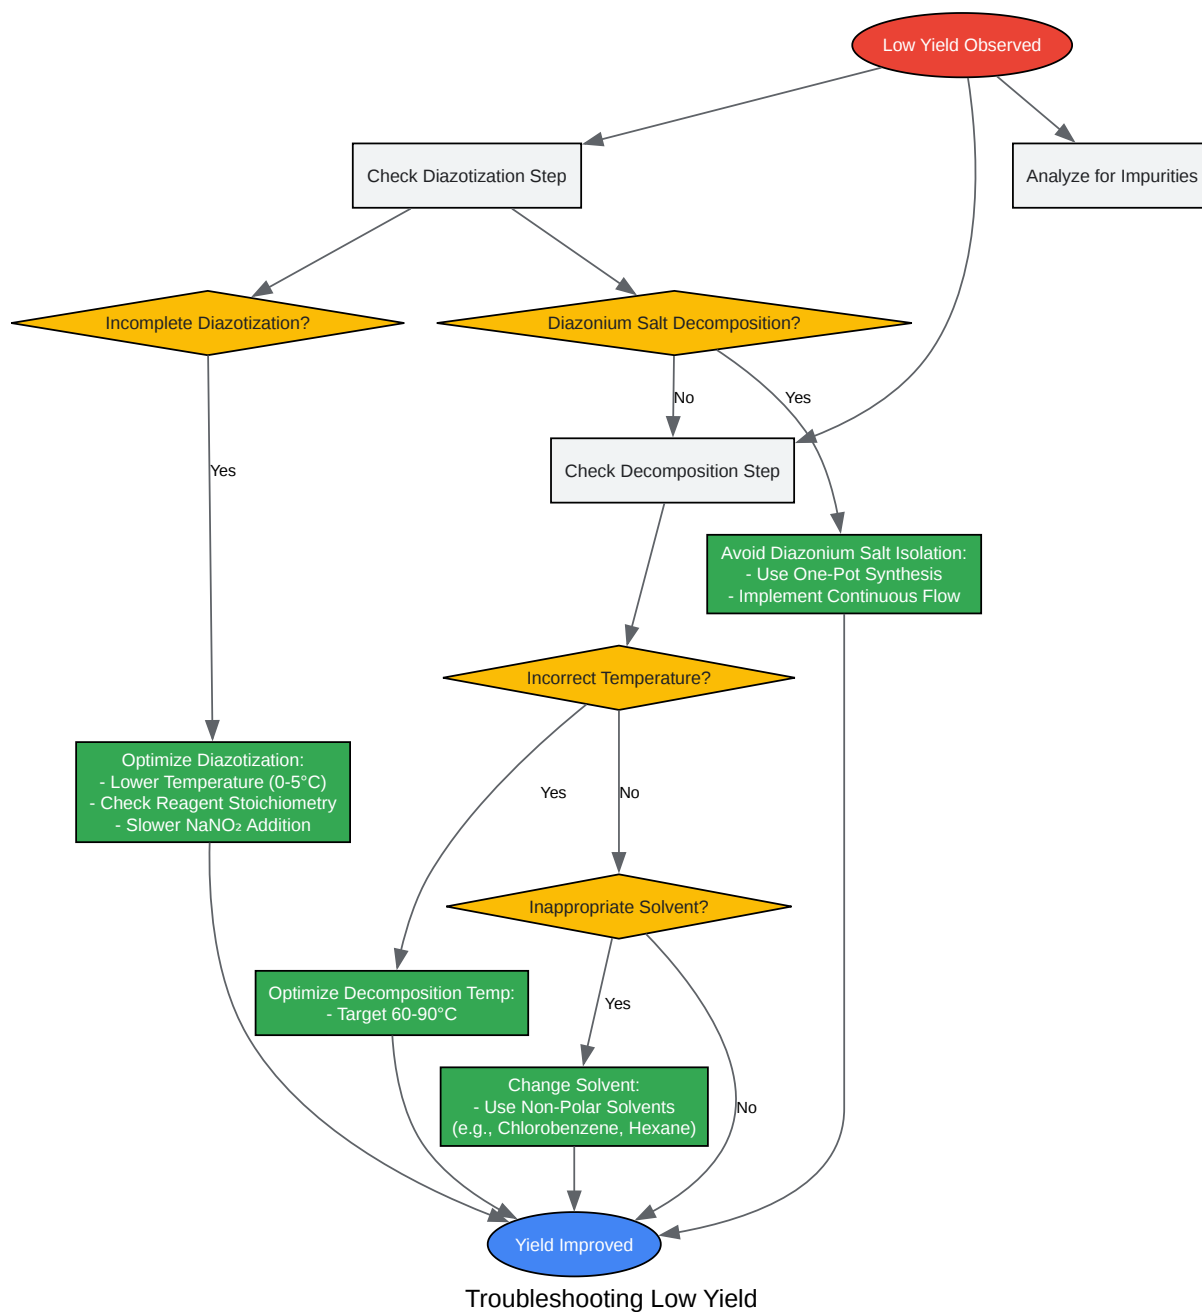 Low Yield Observed
Check Diazotization Step
Analyze for Impurities
Incomplete Diazotization?
Diazonium Salt Decomposition?
No
Yes
Yes
Check Decomposition Step
Avoid Diazonium Salt Isolation:
- Use One-Pot Synthesis
- Implement Continuous Flow
Incorrect Temperature?
Optimize Diazotization:
- Lower Temperature (0-5°C)
- Check Reagent Stoichiometry
- Slower NaNO₂ Addition
Yes
No
Inappropriate Solvent?
Optimize Decomposition Temp:
- Target 60-90°C
Yes
Change Solvent:
- Use Non-Polar Solvents
(e.g., Chlorobenzene, Hexane)
No
Yield Improved
Troubleshooting Low Yield